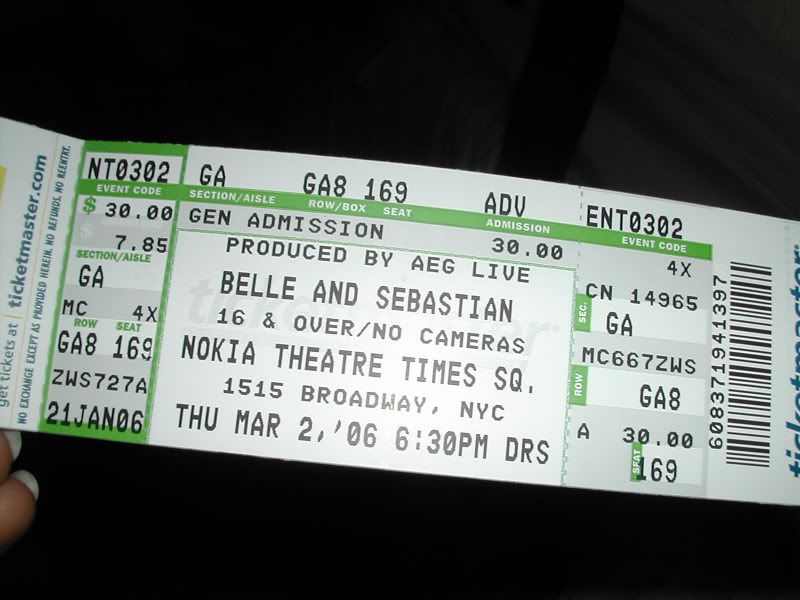 get tickets at ticketmaster.com
NO EXCHANGE EXCEPT AS PROVIDED HEREIN. NO REFUNDS. NO REENTRY.
NT0302
EVENT CODE
$ 30.00
$ 7.85
SECTION/AISLE
GA
MC 4X
ROW SEAT
GA8 169
ZWS727A
21JAN06
GA GA8 169 ADV
SECTION/AISLE ROW/BOX SEAT ADMISSION
GEN ADMISSION 30.00
PRODUCED BY AEG LIVE
BELLE AND SEBASTIAN
16 & OVER/NO CAMERAS
NOKIA THEATRE TIMES SQ.
1515 BROADWAY, NYC
THU MAR 2,'06 6:30PM DRS
ticketmaster
ENT0302
EVENT CODE
4X
CN 14965
SEC.
GA
MC667ZWS
ROW
GA8
A 30.00
SEAT
169
608371941397
ticketmaster